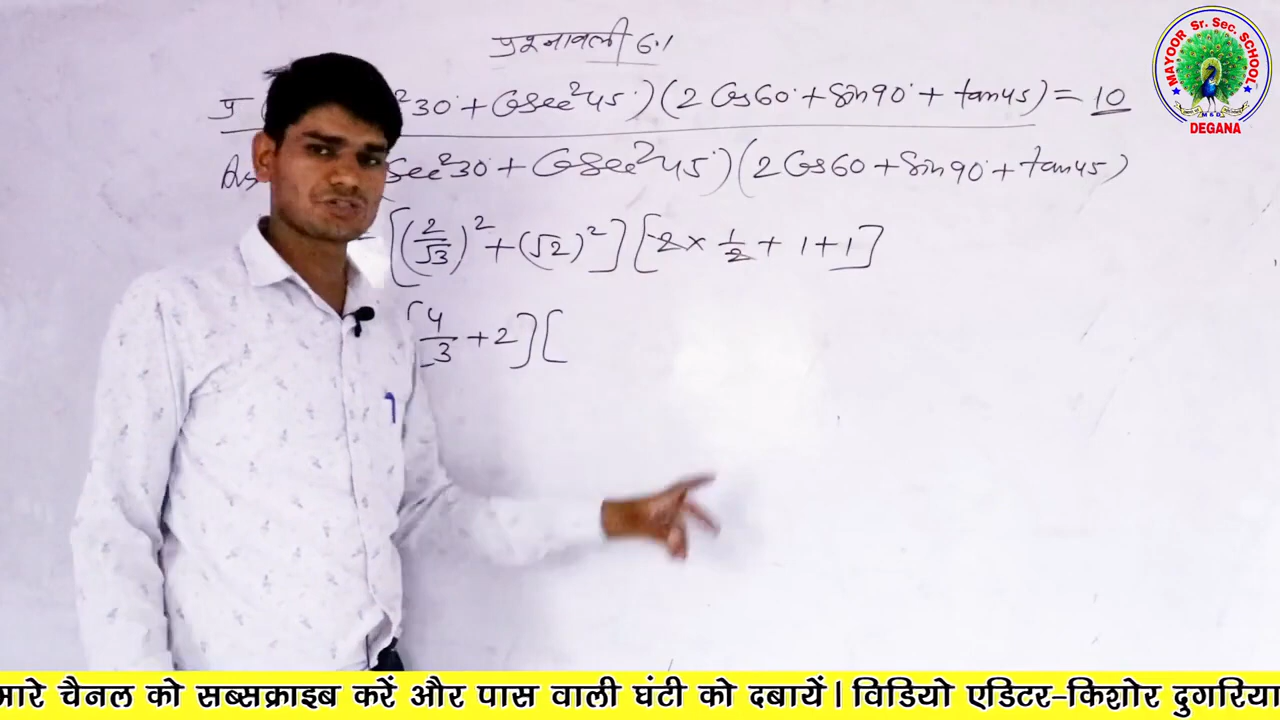 प्रश्नावली 6.1
प्र ²30° + Cosec²45°) (2 Cos60° + Sin90° + tan45) = 10
Ans Sec²30° + Cosec²45°) (2 Cos60 + Sin90° + tan45)
= [(2/√3)² + (√2)²] [2 × 1/2 + 1 + 1]
[4/3 + 2] [
MAYOOR Sr. Sec. SCHOOL
DEGANA
मारे चैनल को सब्सक्राइब करें और पास वाली घंटी को दबायें। विडियो एडिटर-किशोर दुगरिया